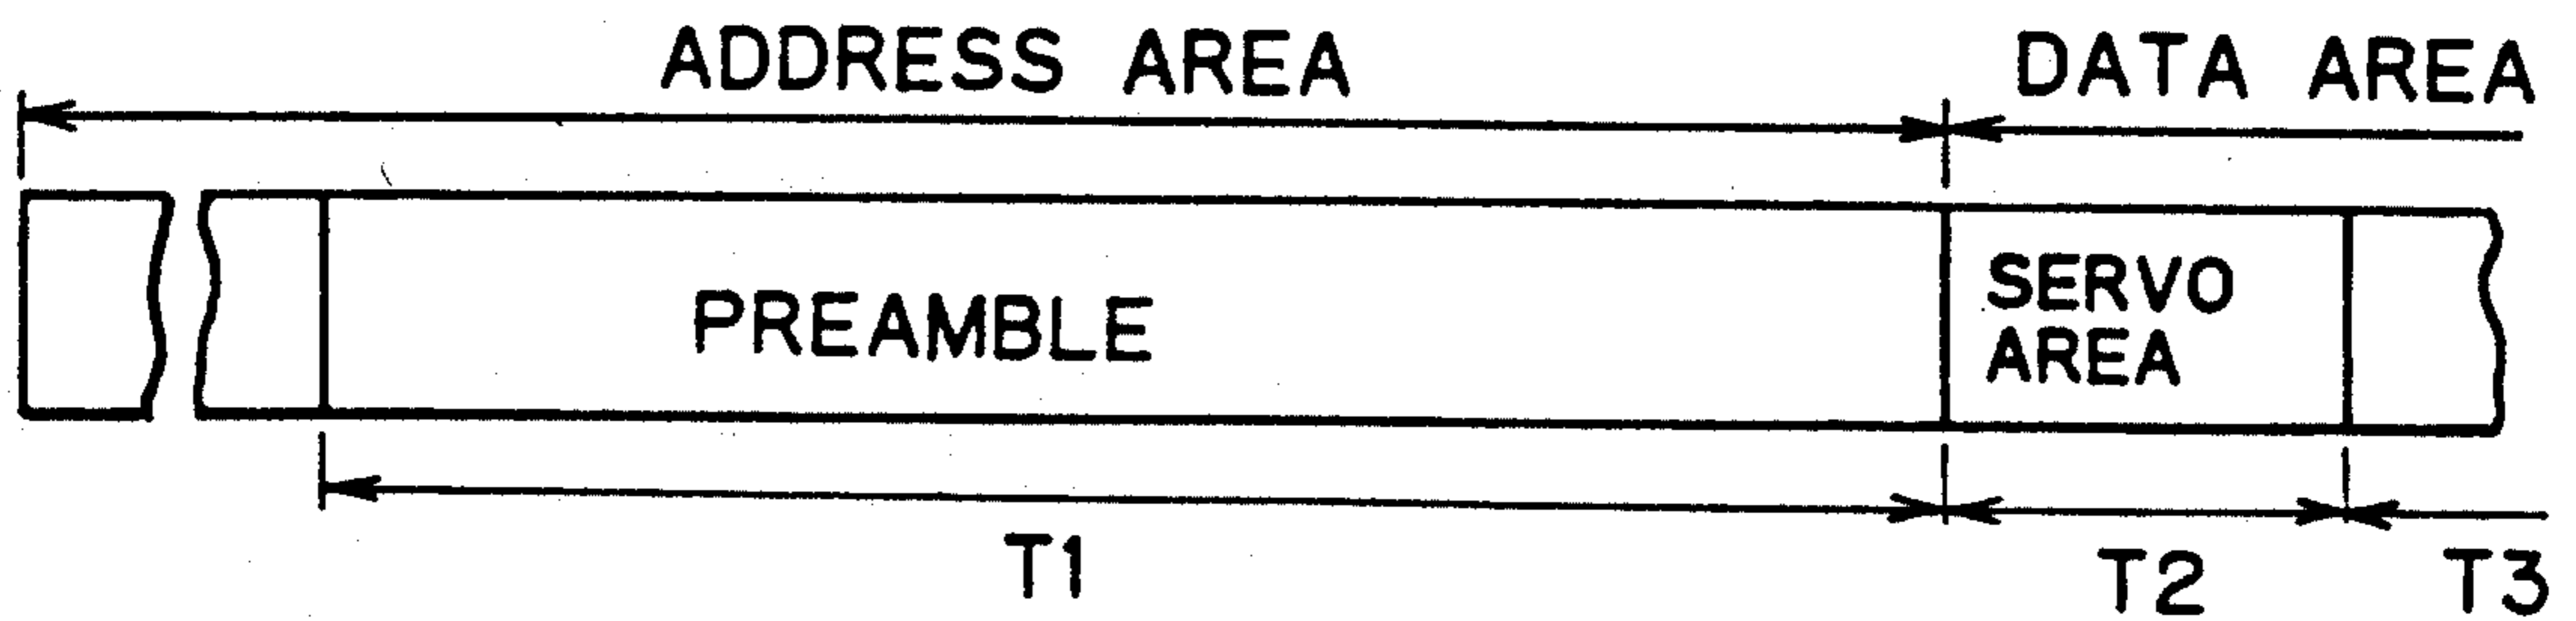 ADDRESS AREA
DATA AREA
PREAMBLE
SERVO
AREA
T1
T2
T3